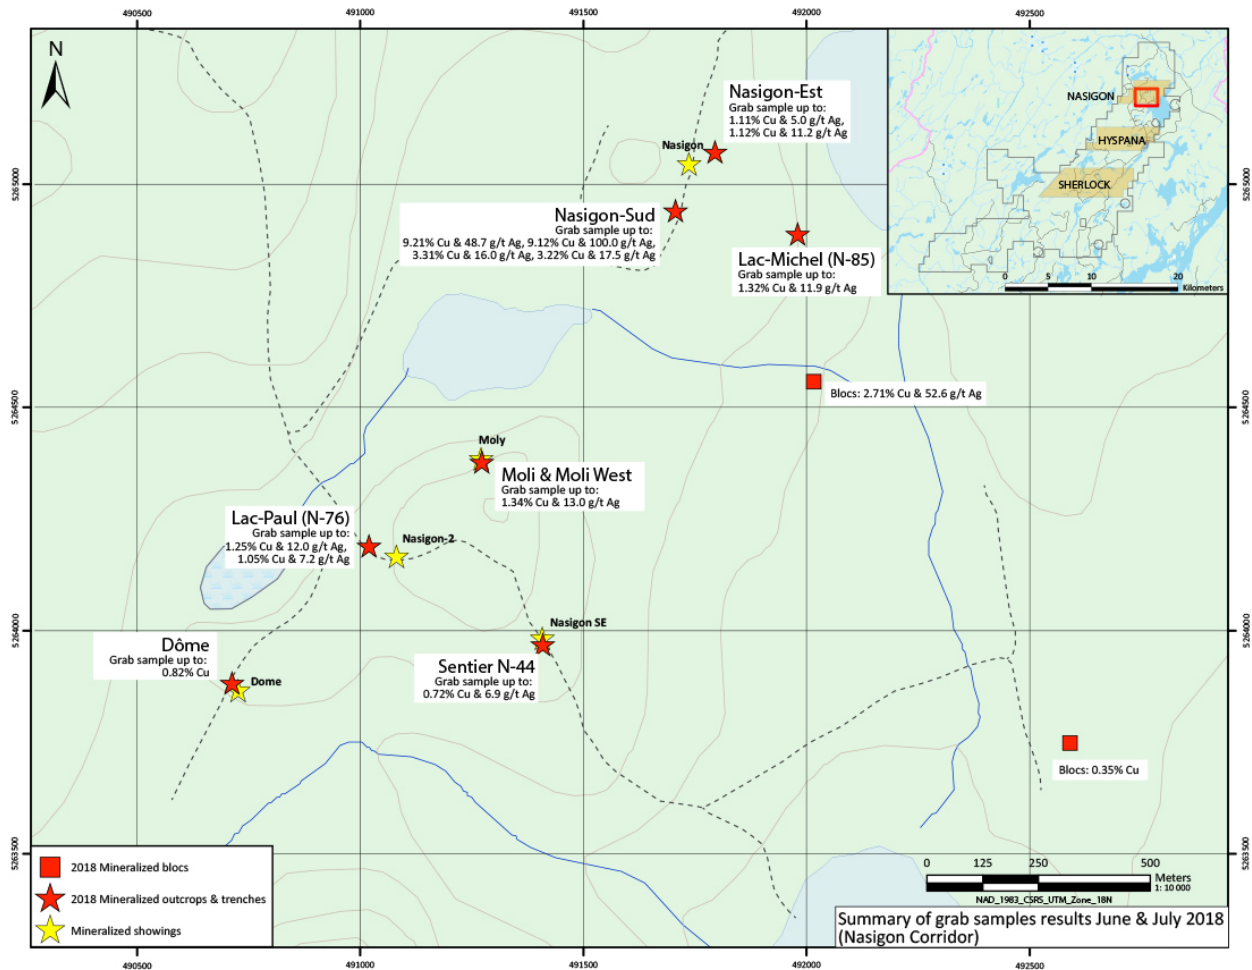 490500
491000
491500
492000
492500
N
Nasigon-Est
Grab sample up to:
1.11% Cu & 5.0 g/t Ag,
1.12% Cu & 11.2 g/t Ag
Nasigon
NASIGON
HYSPANA
SHERLOCK
0
5
10
20
Kilometers
5265000
5265000
Nasigon-Sud
Grab sample up to:
9.21% Cu & 48.7 g/t Ag, 9.12% Cu & 100.0 g/t Ag,
3.31% Cu & 16.0 g/t Ag, 3.22% Cu & 17.5 g/t Ag
Lac-Michel (N-85)
Grab sample up to:
1.32% Cu & 11.9 g/t Ag
Blocs: 2.71% Cu & 52.6 g/t Ag
5264500
5264500
Moly
Moli & Moli West
Grab sample up to:
1.34% Cu & 13.0 g/t Ag
Lac-Paul (N-76)
Grab sample up to:
1.25% Cu & 12.0 g/t Ag,
1.05% Cu & 7.2 g/t Ag
Nasigon-2
Nasigon SE
5264000
5264000
Dôme
Grab sample up to:
0.82% Cu
Dome
Sentier N-44
Grab sample up to:
0.72% Cu & 6.9 g/t Ag
Blocs: 0.35% Cu
5263500
5263500
2018 Mineralized blocs
2018 Mineralized outcrops & trenches
Mineralized showings
0
125
250
500
Meters
1: 10 000
NAD_1983_CSRS_UTM_Zone_18N
Summary of grab samples results June & July 2018
(Nasigon Corridor)
490500
491000
491500
492000
492500